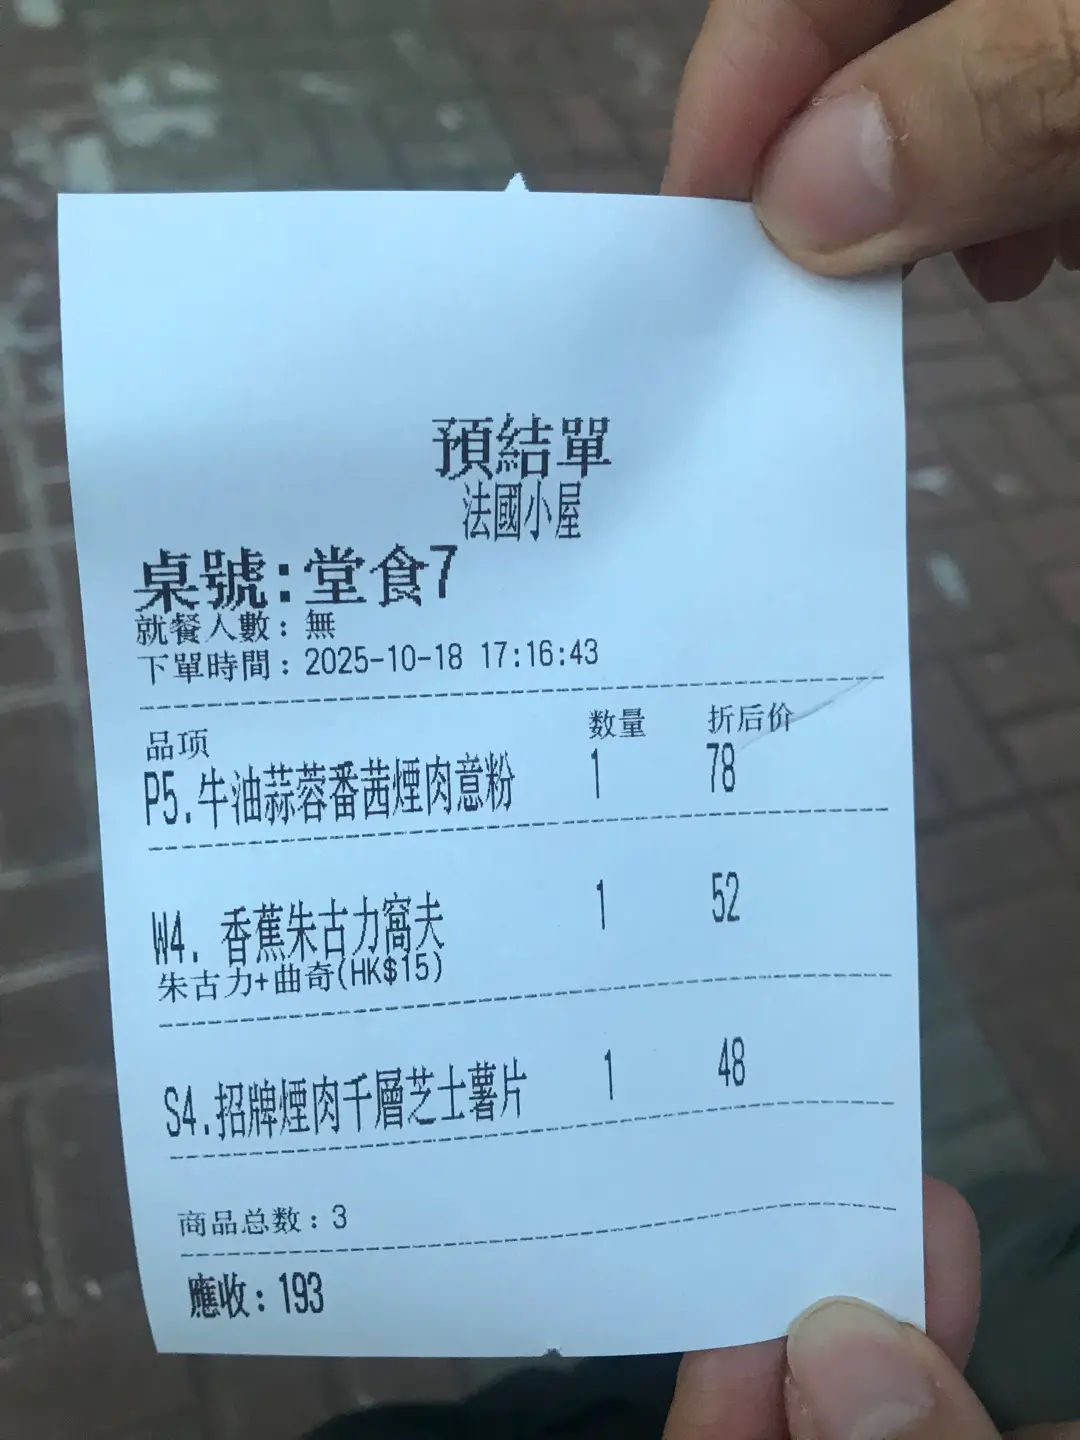 預結單
法國小屋
桌號:堂食7
就餐人數：無
下單時間：2025-10-18 17:16:43
品项 数量 折后价
P5.牛油蒜蓉番茜煙肉意粉 1 78
W4. 香蕉朱古力窩夫 1 52
朱古力+曲奇(HK$15)
S4.招牌煙肉千層芝士薯片 1 48
商品总数：3
應收：193